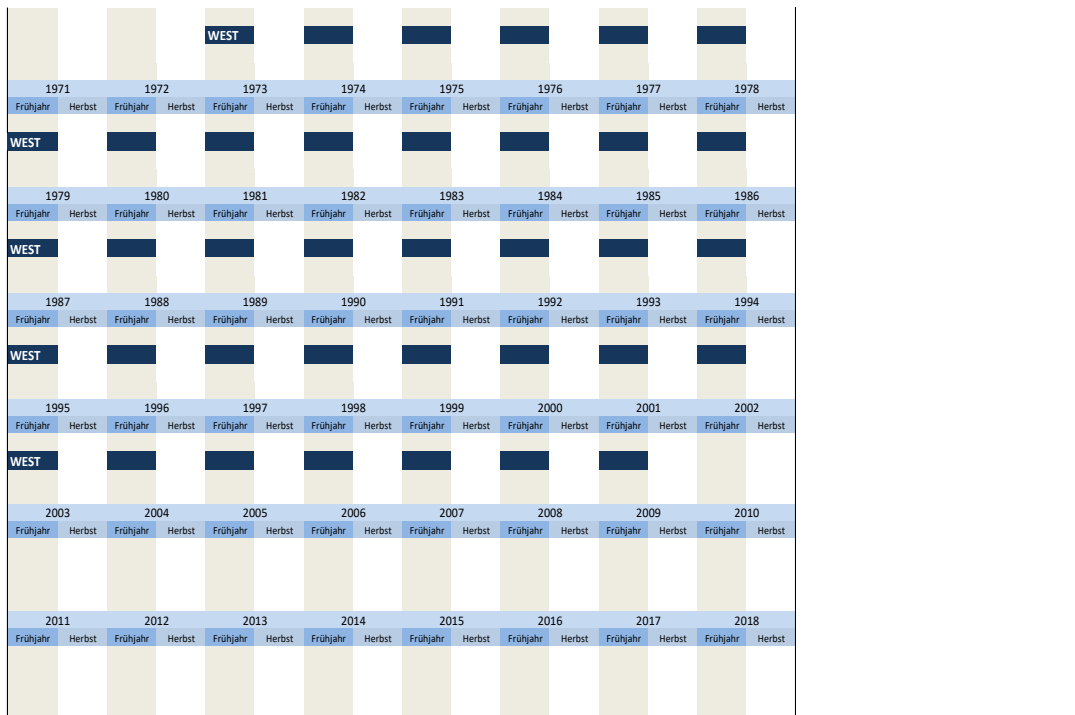 WEST
1971 1972 1973 1974 1975 1976 1977 1978
Frühjahr Herbst Frühjahr Herbst Frühjahr Herbst Frühjahr Herbst Frühjahr Herbst Frühjahr Herbst Frühjahr Herbst Frühjahr Herbst
WEST
1979 1980 1981 1982 1983 1984 1985 1986
Frühjahr Herbst Frühjahr Herbst Frühjahr Herbst Frühjahr Herbst Frühjahr Herbst Frühjahr Herbst Frühjahr Herbst Frühjahr Herbst
WEST
1987 1988 1989 1990 1991 1992 1993 1994
Frühjahr Herbst Frühjahr Herbst Frühjahr Herbst Frühjahr Herbst Frühjahr Herbst Frühjahr Herbst Frühjahr Herbst Frühjahr Herbst
WEST
1995 1996 1997 1998 1999 2000 2001 2002
Frühjahr Herbst Frühjahr Herbst Frühjahr Herbst Frühjahr Herbst Frühjahr Herbst Frühjahr Herbst Frühjahr Herbst Frühjahr Herbst
WEST
2003 2004 2005 2006 2007 2008 2009 2010
Frühjahr Herbst Frühjahr Herbst Frühjahr Herbst Frühjahr Herbst Frühjahr Herbst Frühjahr Herbst Frühjahr Herbst Frühjahr Herbst
2011 2012 2013 2014 2015 2016 2017 2018
Frühjahr Herbst Frühjahr Herbst Frühjahr Herbst Frühjahr Herbst Frühjahr Herbst Frühjahr Herbst Frühjahr Herbst Frühjahr Herbst